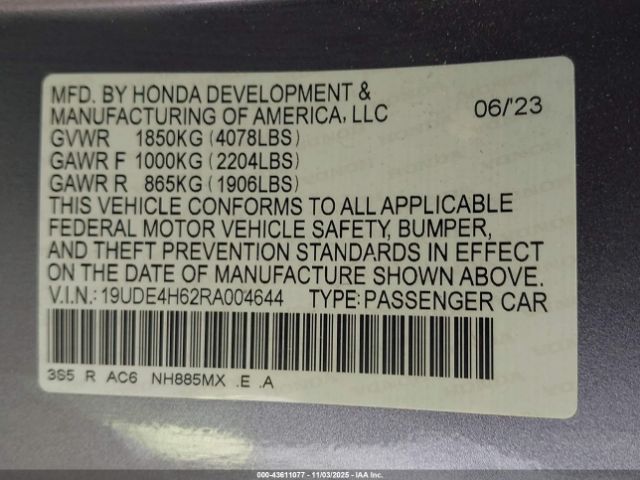 MFD. BY HONDA DEVELOPMENT &
MANUFACTURING OF AMERICA, LLC 06/'23
GVWR 1850KG (4078LBS)
GAWR F 1000KG (2204LBS)
GAWR R 865KG (1906LBS)
THIS VEHICLE CONFORMS TO ALL APPLICABLE
FEDERAL MOTOR VEHICLE SAFETY, BUMPER,
AND THEFT PREVENTION STANDARDS IN EFFECT
ON THE DATE OF MANUFACTURE SHOWN ABOVE.
V.I.N.: 19UDE4H62RA004644 TYPE: PASSENGER CAR
3S5 R AC6 NH885MX .E .A
000-43611077 - 11/03/2025 - IAA Inc.